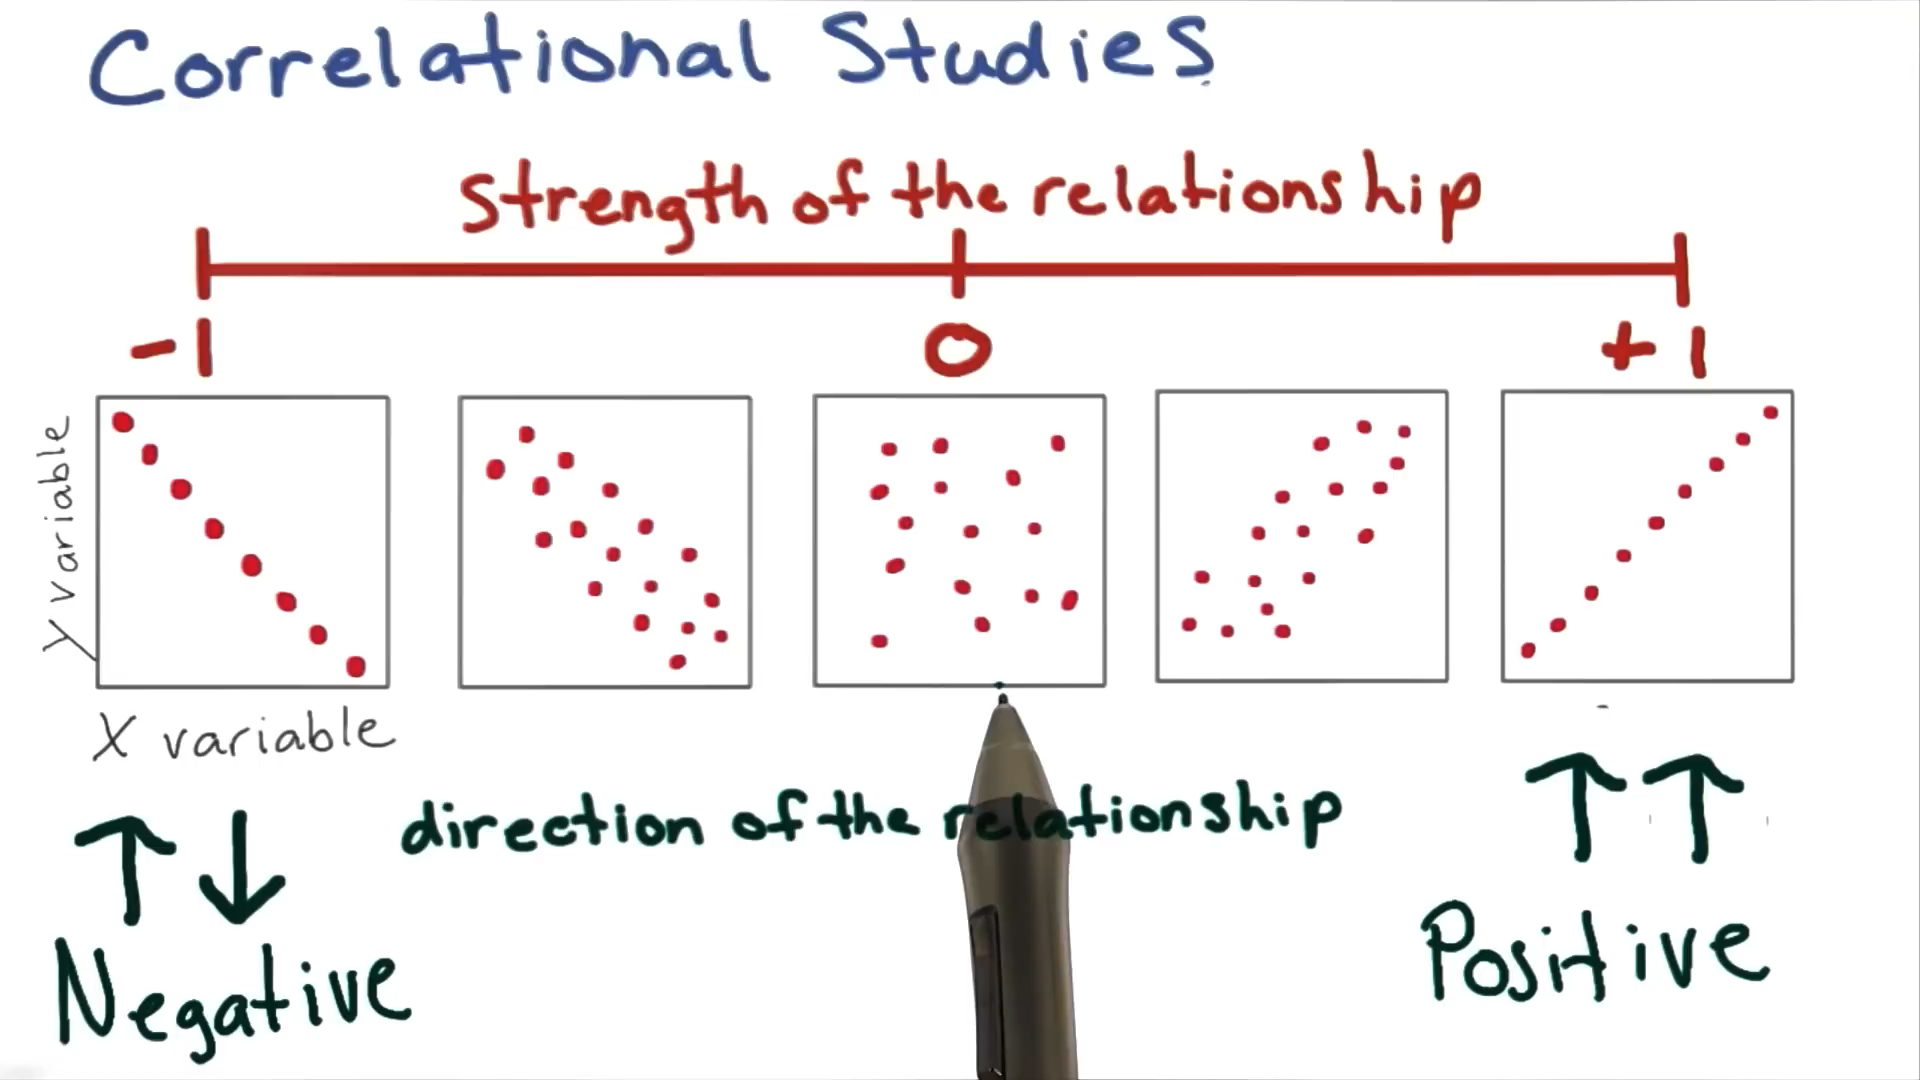 Correlational Studies
Strength of the relationship
-1 0 +1
Y variable
X variable
direction of the relationship
Negative
Positive